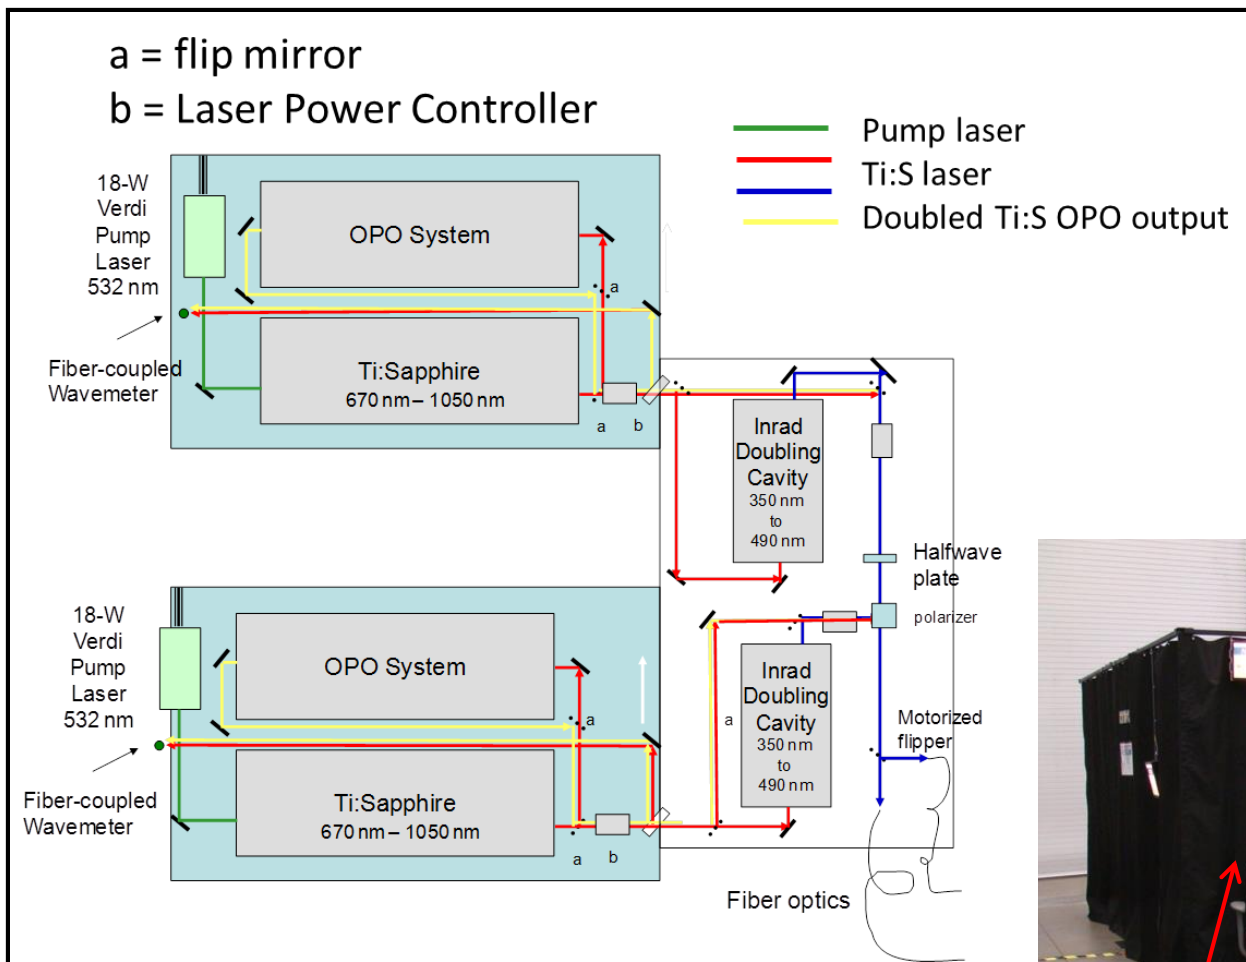 a = flip mirror
b = Laser Power Controller
Pump laser
Ti:S laser
Doubled Ti:S OPO output
18-W
Verdi
Pump
Laser
532 nm
OPO System
a
Fiber-coupled
Wavemeter
Ti:Sapphire
670 nm – 1050 nm
a
b
Inrad
Doubling
Cavity
350 nm
to
490 nm
Halfwave
plate
polarizer
18-W
Verdi
Pump
Laser
532 nm
OPO System
a
Fiber-coupled
Wavemeter
Ti:Sapphire
670 nm – 1050 nm
a
b
a
Inrad
Doubling
Cavity
350 nm
to
490 nm
Motorized
flipper
Fiber optics